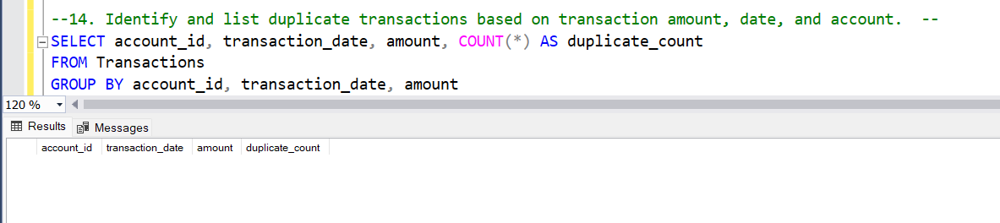 --14. Identify and list duplicate transactions based on transaction amount, date, and account.  --
SELECT account_id, transaction_date, amount, COUNT(*) AS duplicate_count
FROM Transactions
GROUP BY account_id, transaction_date, amount
120 %
Results Messages
account_id transaction_date amount duplicate_count